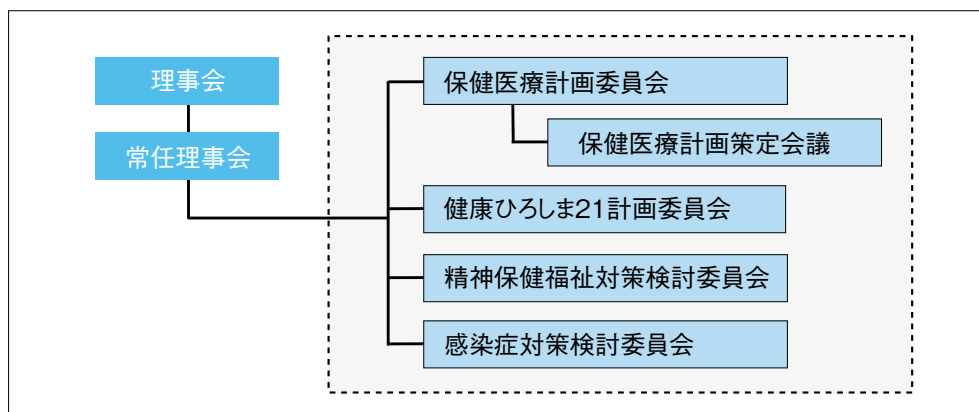 理事会
常任理事会
保健医療計画委員会
保健医療計画策定会議
健康ひろしま21計画委員会
精神保健福祉対策検討委員会
感染症対策検討委員会